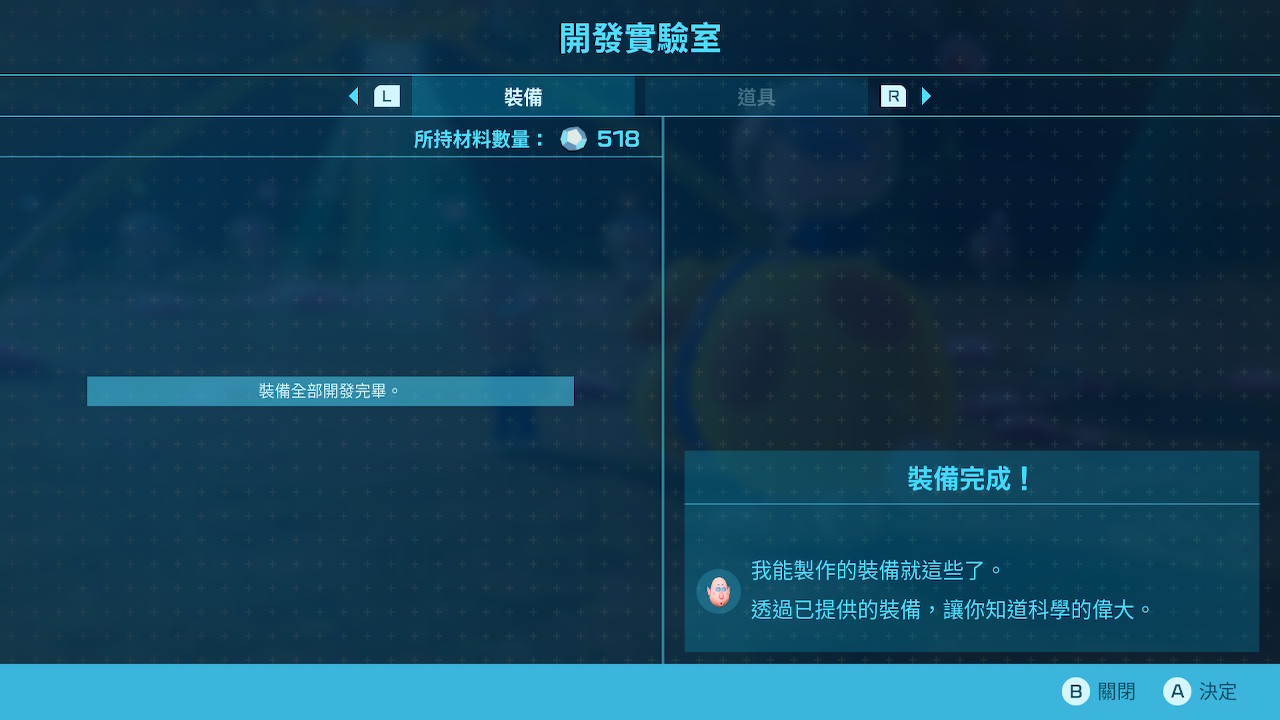 開發實驗室
L 裝備 道具 R
所持材料數量： 518
裝備全部開發完畢。
裝備完成！
我能製作的裝備就這些了。
透過已提供的裝備，讓你知道科學的偉大。
B 關閉 A 決定